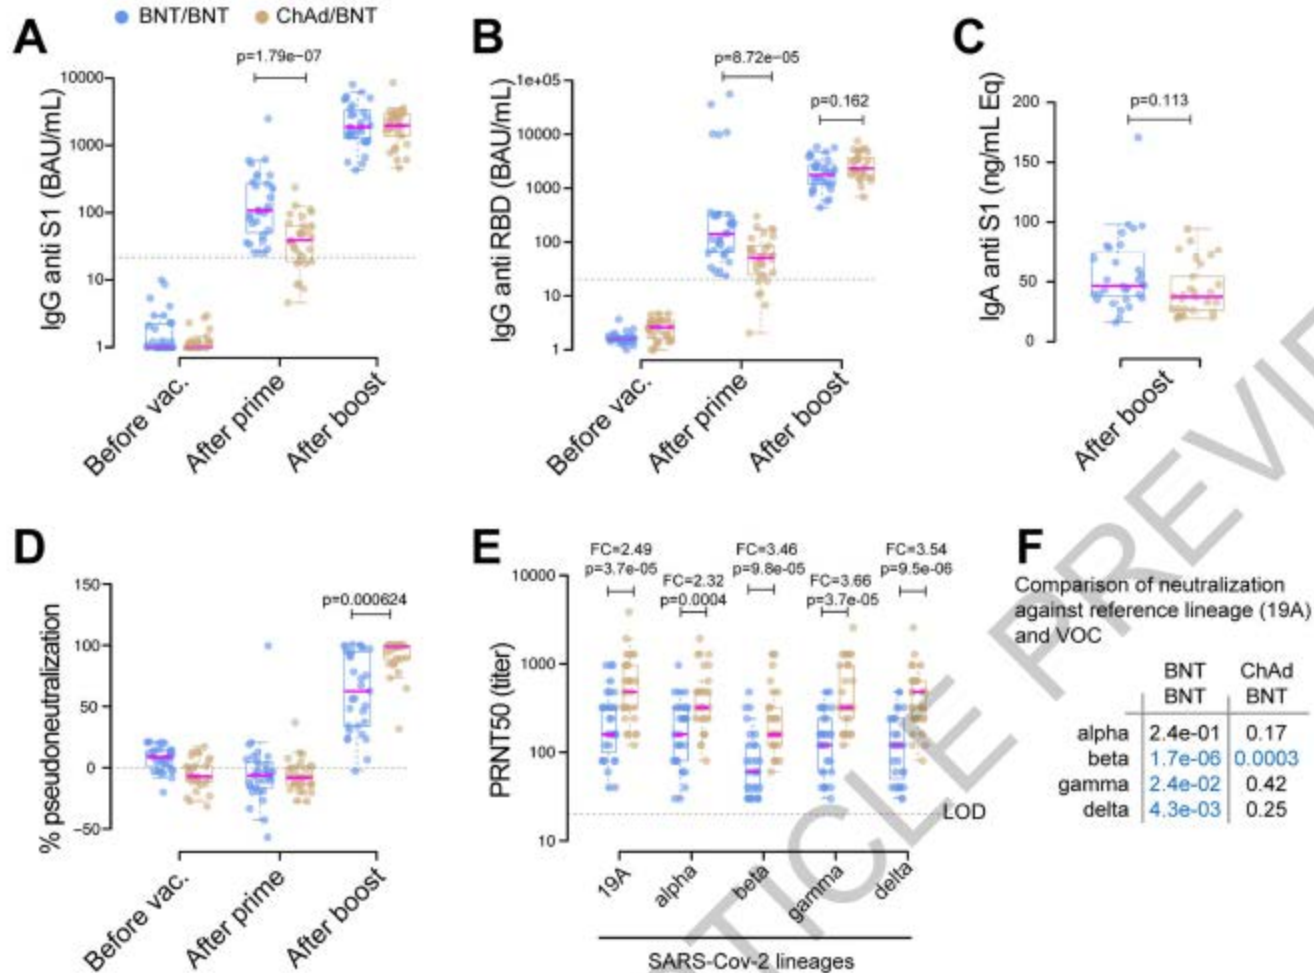 BNT/BNT ChAd/BNT
A
p=1.79e−07
IgG anti S1 (BAU/mL)
10000
1000
100
10
1
Before vac.
After prime
After boost
B
p=8.72e−05
p=0.162
IgG anti RBD (BAU/mL)
1e+05
10000
1000
100
10
1
Before vac.
After prime
After boost
C
p=0.113
IgA anti S1 (ng/mL Eq)
200
150
100
50
0
After boost
D
p=0.000624
% pseudoneutralization
150
100
50
0
−50
Before vac.
After prime
After boost
E
FC=2.49
p=3.7e-05
FC=2.32
p=0.0004
FC=3.46
p=9.8e-05
FC=3.66
p=3.7e-05
FC=3.54
p=9.5e-06
PRNT50 (titer)
10000
1000
100
10
LOD
19A
alpha
beta
gamma
delta
SARS-Cov-2 lineages
F
Comparison of neutralization
against reference lineage (19A)
and VOC
BNT ChAd
BNT BNT
alpha 2.4e-01 0.17
beta 1.7e-06 0.0003
gamma 2.4e-02 0.42
delta 4.3e-03 0.25
TICLE PREVI